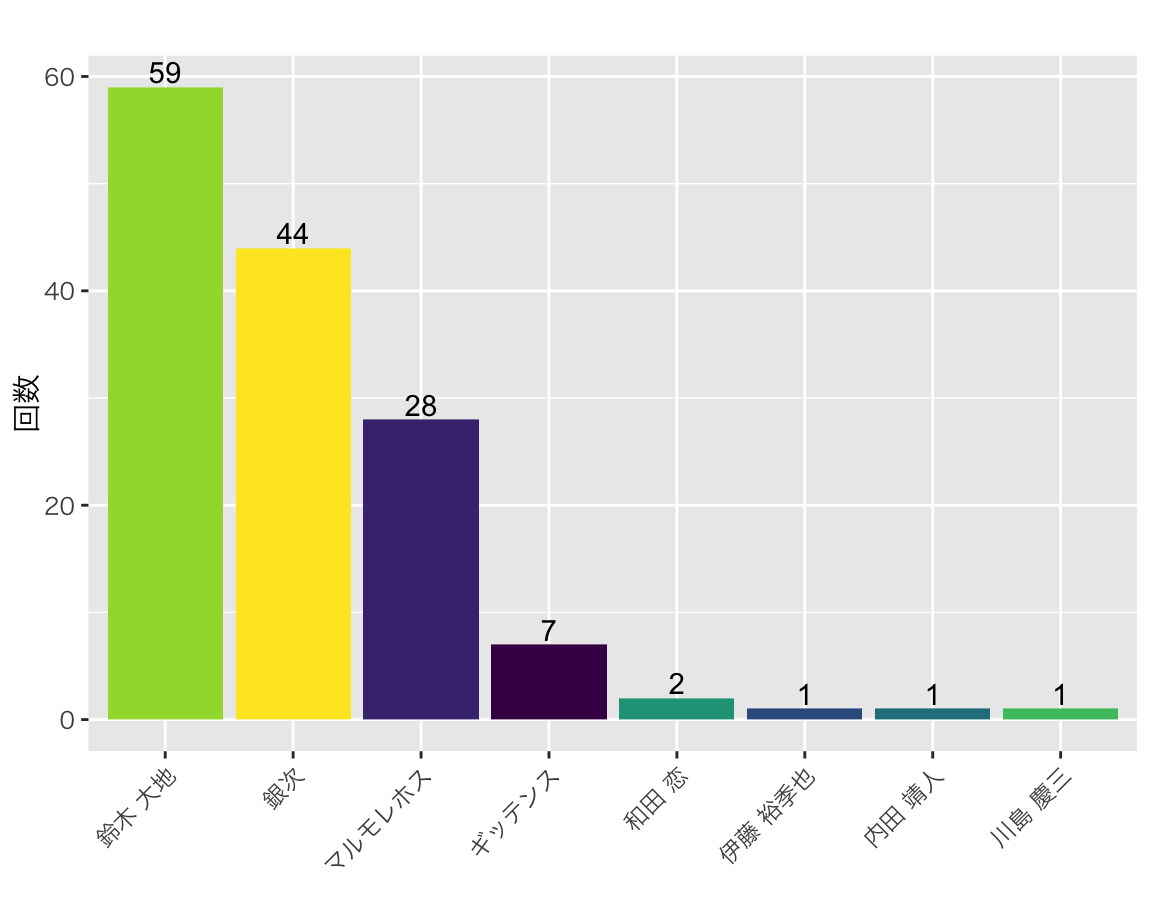 60
40
20
0
回数
59
44
28
7
2
1
1
1
鈴木 大地
銀次
マルモレホス
ギッテンス
和田 恋
伊藤 裕季也
内田 靖人
川島 慶三